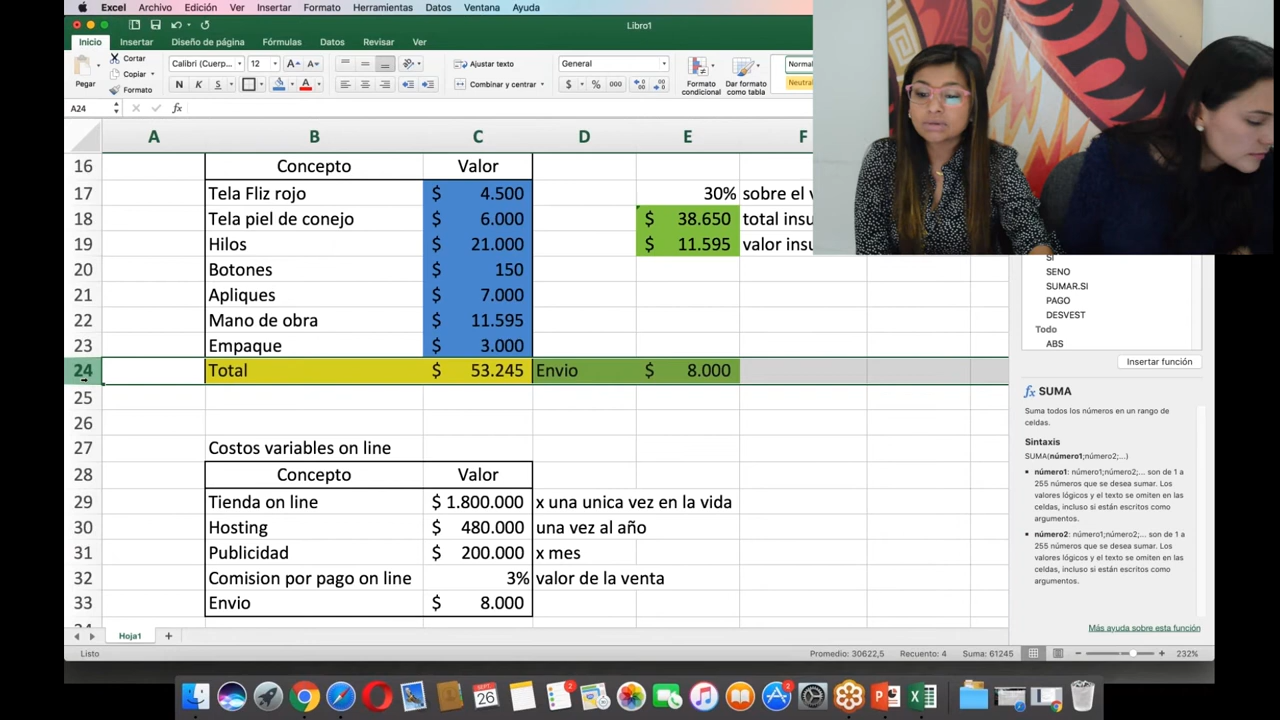 Excel Archivo Edición Ver Insertar Formato Herramientas Datos Ventana Ayuda
Libro1
Inicio Insertar Diseño de página Fórmulas Datos Revisar Ver
Pegar
Cortar
Copiar
Formato
Calibri (Cuerp... 12 A A
N K S
Ajustar texto
Combinar y centrar
General
$ % 000
Formato condicional
Dar formato como tabla
Normal
Neutral
A24 fx
A B C D E F
16 Concepto Valor
17 Tela Fliz rojo $ 4.500 30% sobre el v
18 Tela piel de conejo $ 6.000 $ 38.650 total insu
19 Hilos $ 21.000 $ 11.595 valor insu
20 Botones $ 150
21 Apliques $ 7.000
22 Mano de obra $ 11.595
23 Empaque $ 3.000
24 Total $ 53.245 Envio $ 8.000
25
26
27 Costos variables on line
28 Concepto Valor
29 Tienda on line $ 1.800.000 x una unica vez en la vida
30 Hosting $ 480.000 una vez al año
31 Publicidad $ 200.000 x mes
32 Comision por pago on line 3% valor de la venta
33 Envio $ 8.000
SI
SENO
SUMAR.SI
PAGO
DESVEST
Todo
ABS
Insertar función
fx SUMA
Suma todos los números en un rango de
celdas.
Sintaxis
SUMA(número1;número2;...)
número1: número1;número2;... son de 1 a
255 números que se desea sumar. Los
valores lógicos y el texto se omiten en las
celdas, incluso si están escritos como
argumentos.
número2: número1;número2;... son de 1 a
255 números que se desea sumar. Los
valores lógicos y el texto se omiten en las
celdas, incluso si están escritos como
argumentos.
Más ayuda sobre esta función
Hoja1 +
Listo Promedio: 30622,5 Recuento: 4 Suma: 61245 232%
SEPT
26
2
2